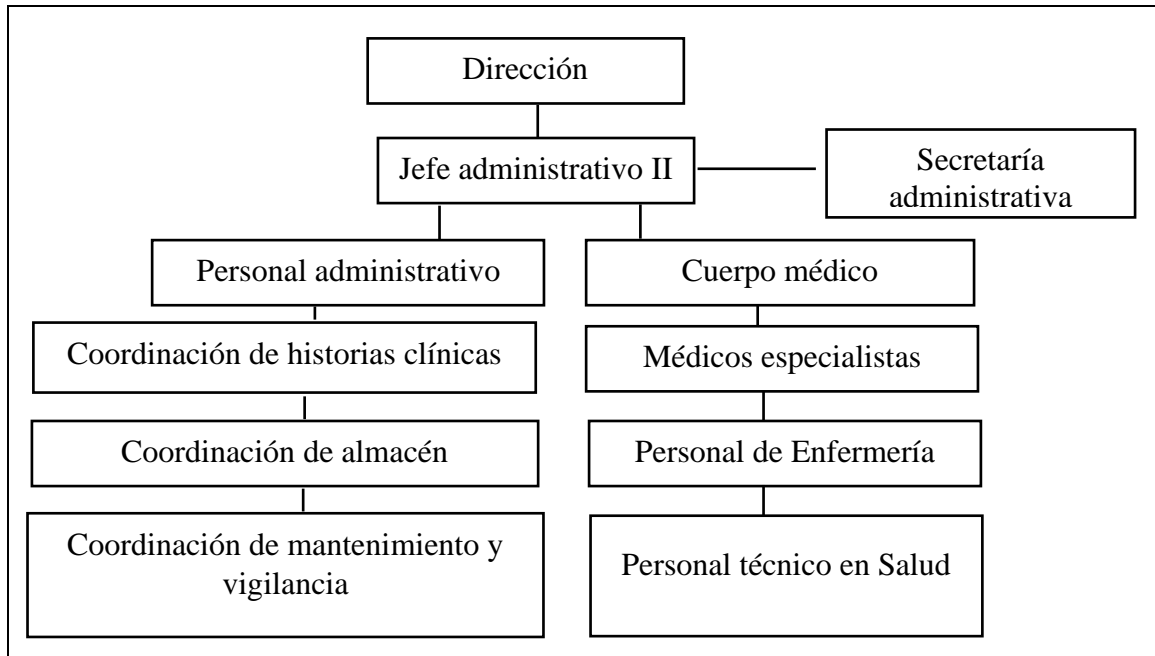 Dirección
Jefe administrativo II
Secretaría
administrativa
Personal administrativo
Cuerpo médico
Coordinación de historias clínicas
Médicos especialistas
Coordinación de almacén
Personal de Enfermería
Coordinación de mantenimiento y
vigilancia
Personal técnico en Salud